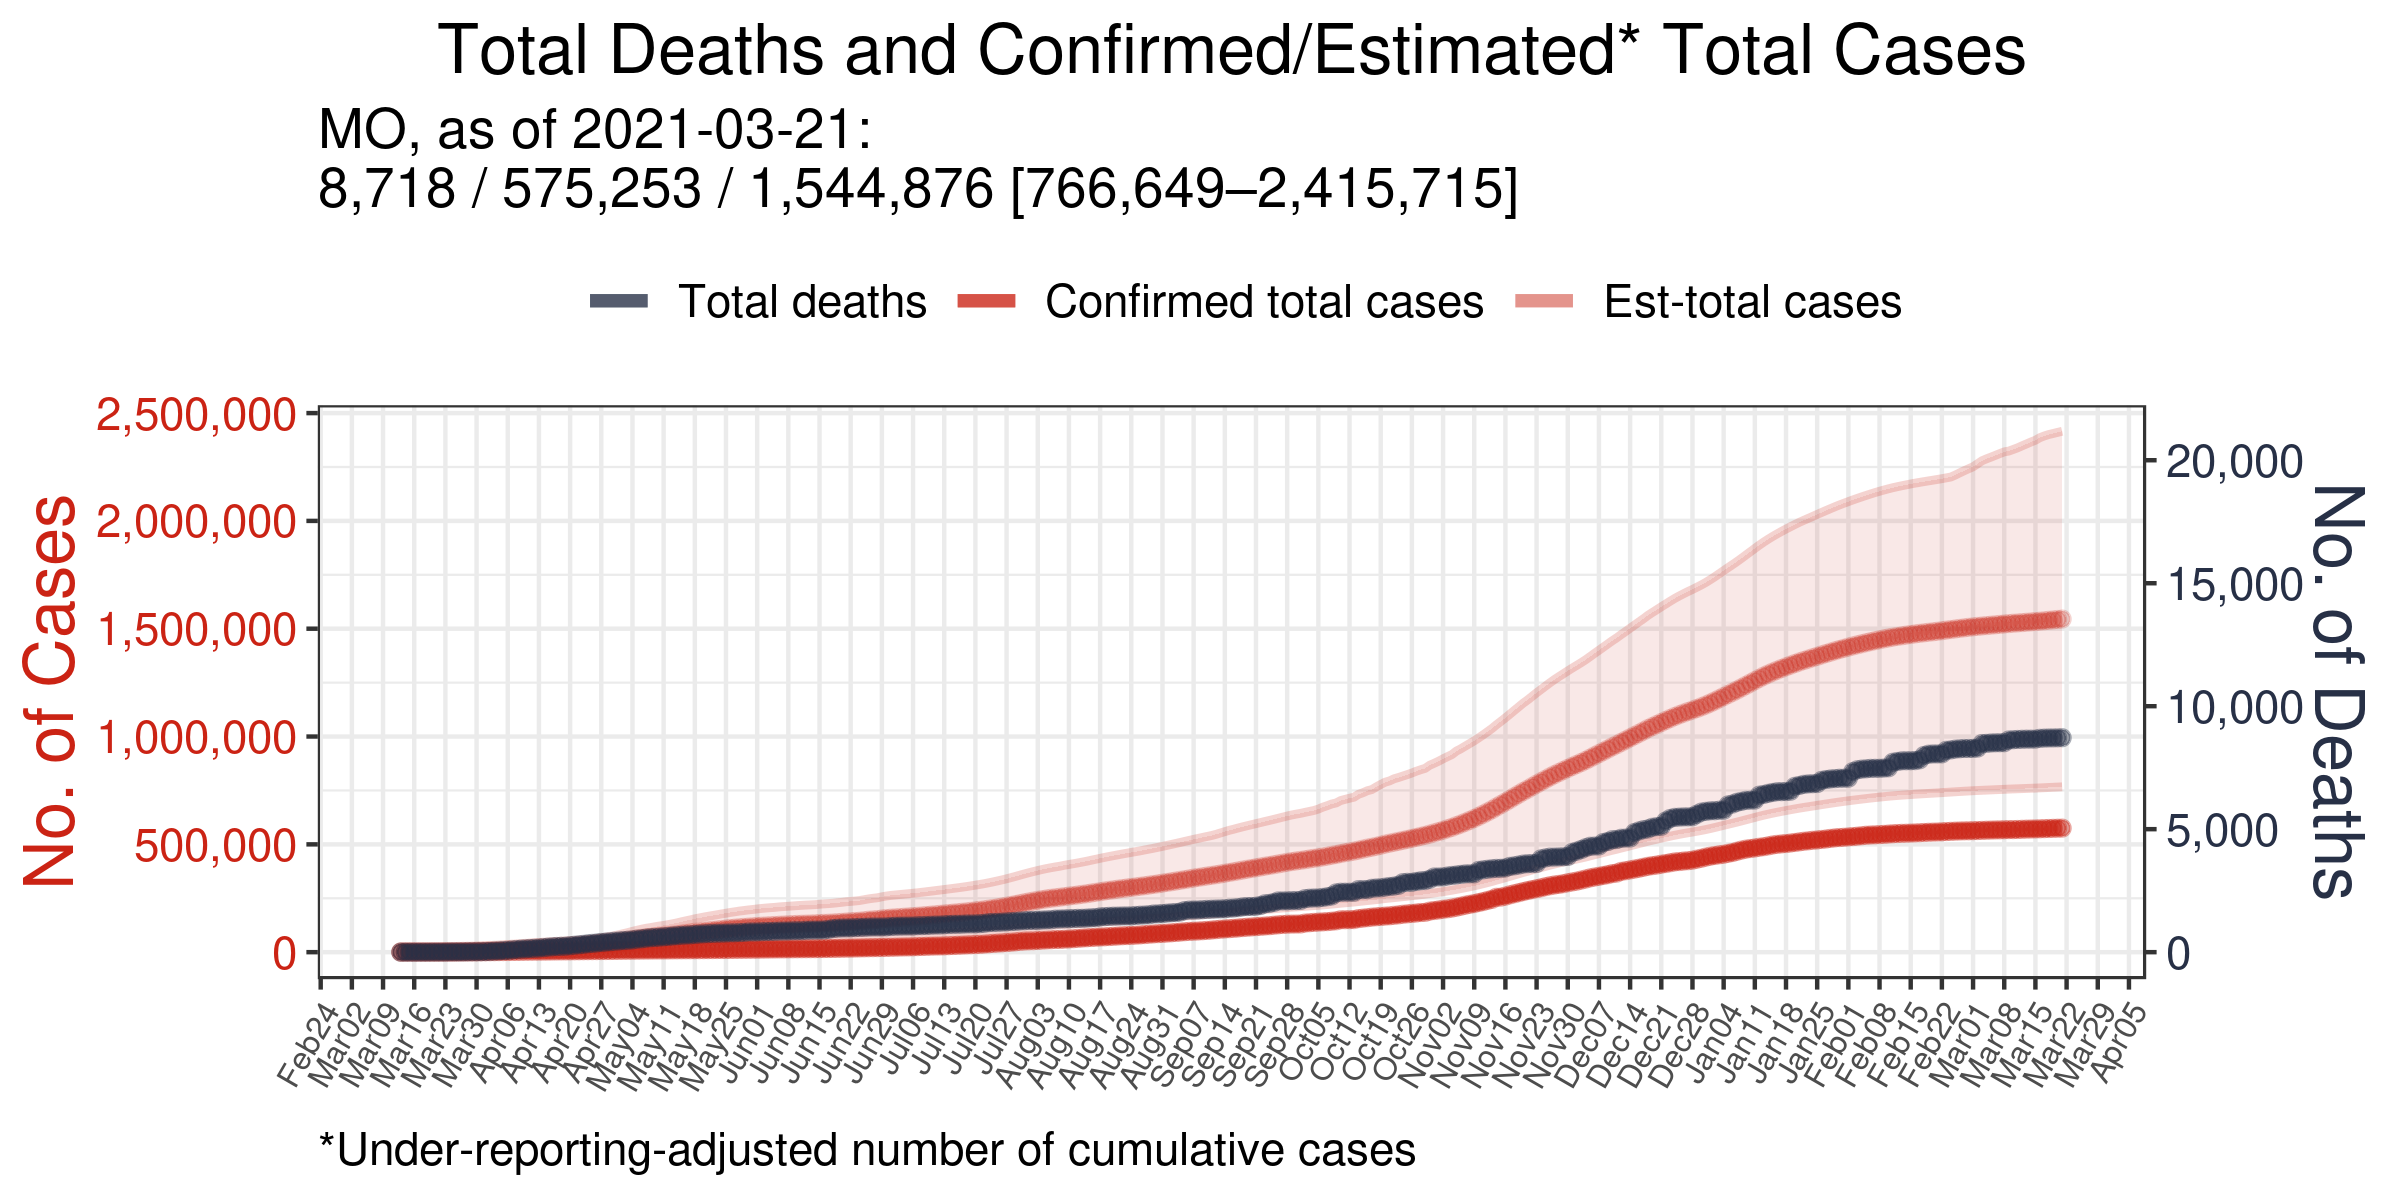 Total Deaths and Confirmed/Estimated* Total Cases
MO, as of 2021-03-21:
8,718 / 575,253 / 1,544,876 [766,649–2,415,715]
Total deaths
Confirmed total cases
Est-total cases
No. of Cases
2,500,000
2,000,000
1,500,000
1,000,000
500,000
0
20,000
15,000
10,000
5,000
0
No. of Deaths
Feb24
Mar02
Mar09
Mar16
Mar23
Mar30
Apr06
Apr13
Apr20
Apr27
May04
May11
May18
May25
Jun01
Jun08
Jun15
Jun22
Jun29
Jul06
Jul13
Jul20
Jul27
Aug03
Aug10
Aug17
Aug24
Aug31
Sep07
Sep14
Sep21
Sep28
Oct05
Oct12
Oct19
Oct26
Nov02
Nov09
Nov16
Nov23
Nov30
Dec07
Dec14
Dec21
Dec28
Jan04
Jan11
Jan18
Jan25
Feb01
Feb08
Feb15
Feb22
Mar01
Mar08
Mar15
Mar22
Mar29
Apr05
*Under-reporting-adjusted number of cumulative cases